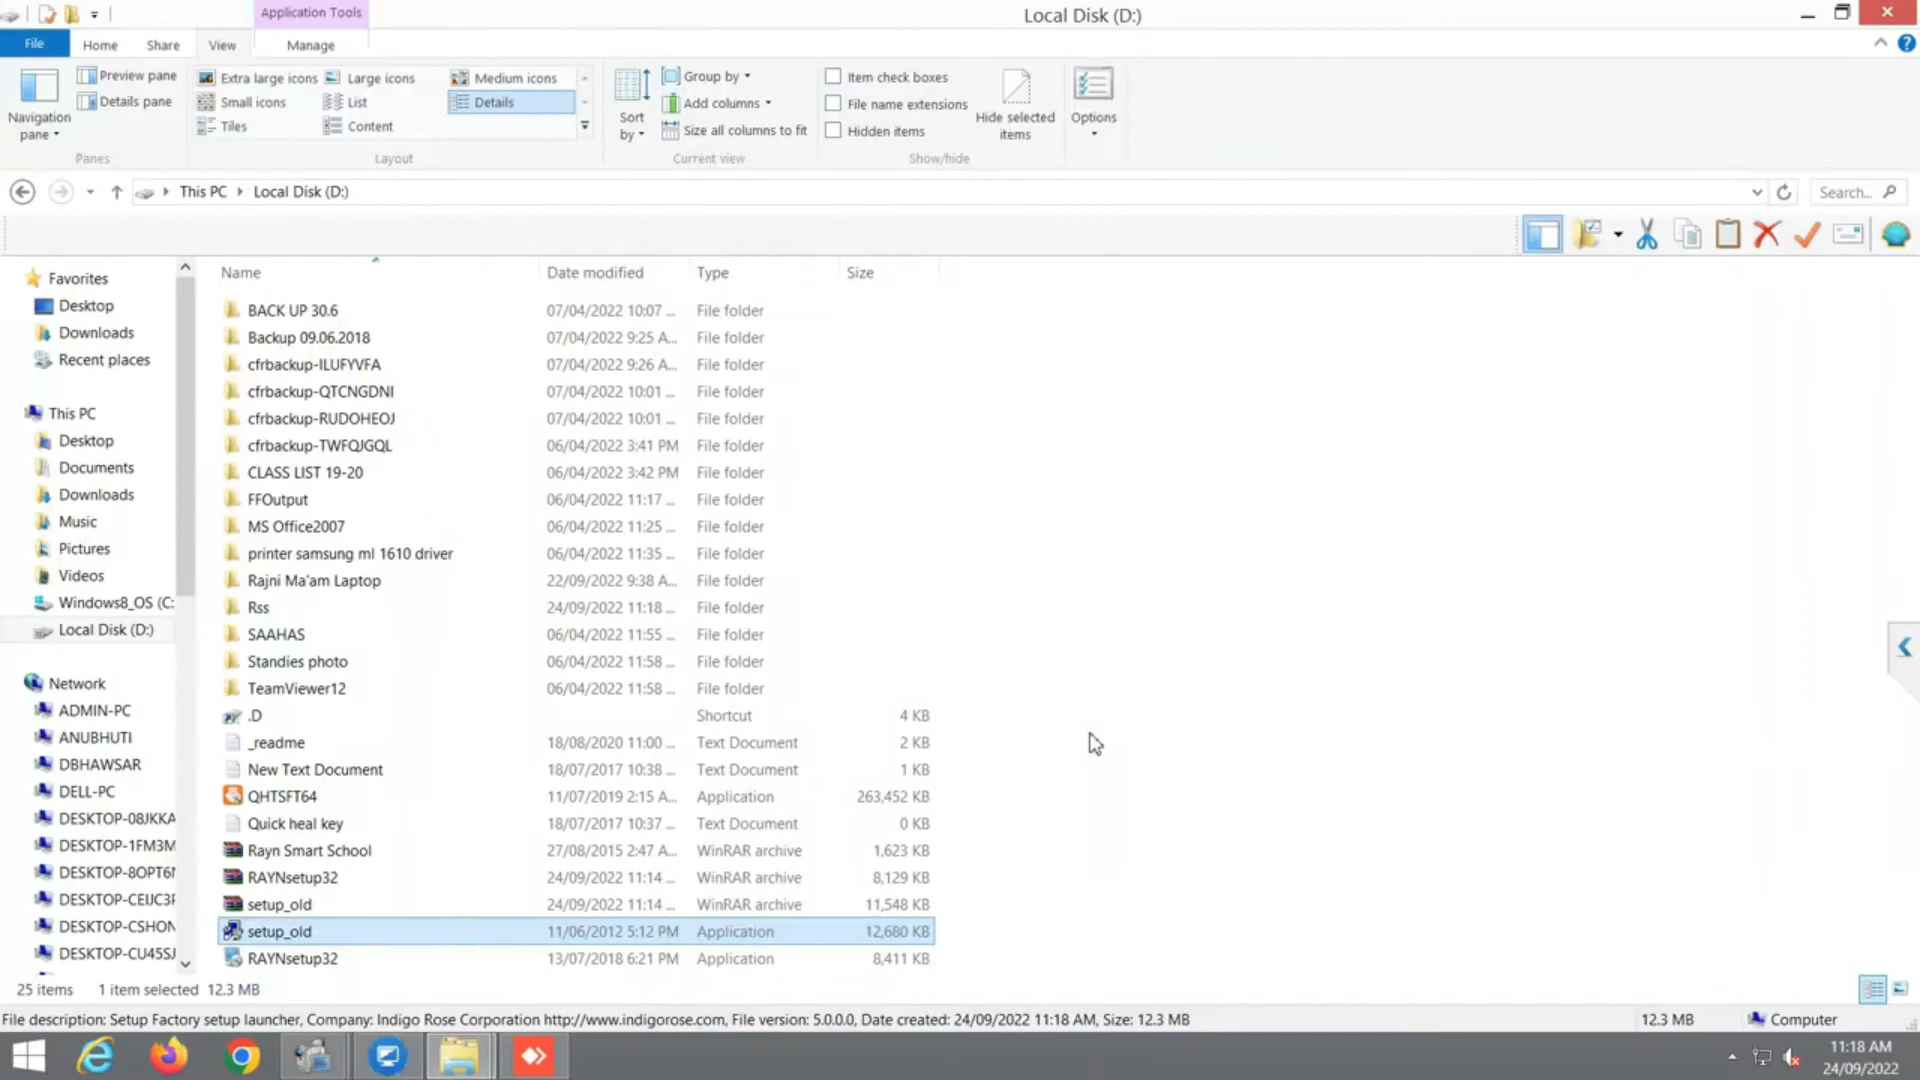 Application Tools
Local Disk (D:)
File Home Share View Manage
Navigation pane
Preview pane
Details pane
Panes
Extra large icons Large icons Medium icons
Small icons List Details
Tiles Content
Layout
Sort by
Group by
Add columns
Size all columns to fit
Current view
Item check boxes
File name extensions
Hidden items
Hide selected items
Show/hide
Options
This PC Local Disk (D:)
Search...
Favorites
Desktop
Downloads
Recent places
This PC
Desktop
Documents
Downloads
Music
Pictures
Videos
Windows8_OS (C:
Local Disk (D:)
Network
ADMIN-PC
ANUBHUTI
DBHAWSAR
DELL-PC
DESKTOP-08JKKA
DESKTOP-1FM3M
DESKTOP-8OPT6
DESKTOP-CEIJC3
DESKTOP-CSHON
DESKTOP-CU45SJ
Name Date modified Type Size
BACK UP 30.6 07/04/2022 10:07 ... File folder
Backup 09.06.2018 07/04/2022 9:25 A... File folder
cfrbackup-ILUFYVFA 07/04/2022 9:26 A... File folder
cfrbackup-QTCNGDNI 07/04/2022 10:01 ... File folder
cfrbackup-RUDOHEOJ 07/04/2022 10:01 ... File folder
cfrbackup-TWFQJGQL 06/04/2022 3:41 PM File folder
CLASS LIST 19-20 06/04/2022 3:42 PM File folder
FFOutput 06/04/2022 11:17 ... File folder
MS Office2007 06/04/2022 11:25 ... File folder
printer samsung ml 1610 driver 06/04/2022 11:35 ... File folder
Rajni Ma'am Laptop 22/09/2022 9:38 A... File folder
Rss 24/09/2022 11:18 ... File folder
SAAHAS 06/04/2022 11:55 ... File folder
Standies photo 06/04/2022 11:58 ... File folder
TeamViewer12 06/04/2022 11:58 ... File folder
.D Shortcut 4 KB
_readme 18/08/2020 11:00 ... Text Document 2 KB
New Text Document 18/07/2017 10:38 ... Text Document 1 KB
QHTSFT64 11/07/2019 2:15 A... Application 263,452 KB
Quick heal key 18/07/2017 10:37 ... Text Document 0 KB
Rayn Smart School 27/08/2015 2:47 A... WinRAR archive 1,623 KB
RAYNsetup32 24/09/2022 11:14 ... WinRAR archive 8,129 KB
setup_old 24/09/2022 11:14 ... WinRAR archive 11,548 KB
setup_old 11/06/2012 5:12 PM Application 12,680 KB
RAYNsetup32 13/07/2018 6:21 PM Application 8,411 KB
25 items 1 item selected 12.3 MB
File description: Setup Factory setup launcher, Company: Indigo Rose Corporation http://www.indigorose.com, File version: 5.0.0.0, Date created: 24/09/2022 11:18 AM, Size: 12.3 MB
12.3 MB
Computer
11:18 AM
24/09/2022